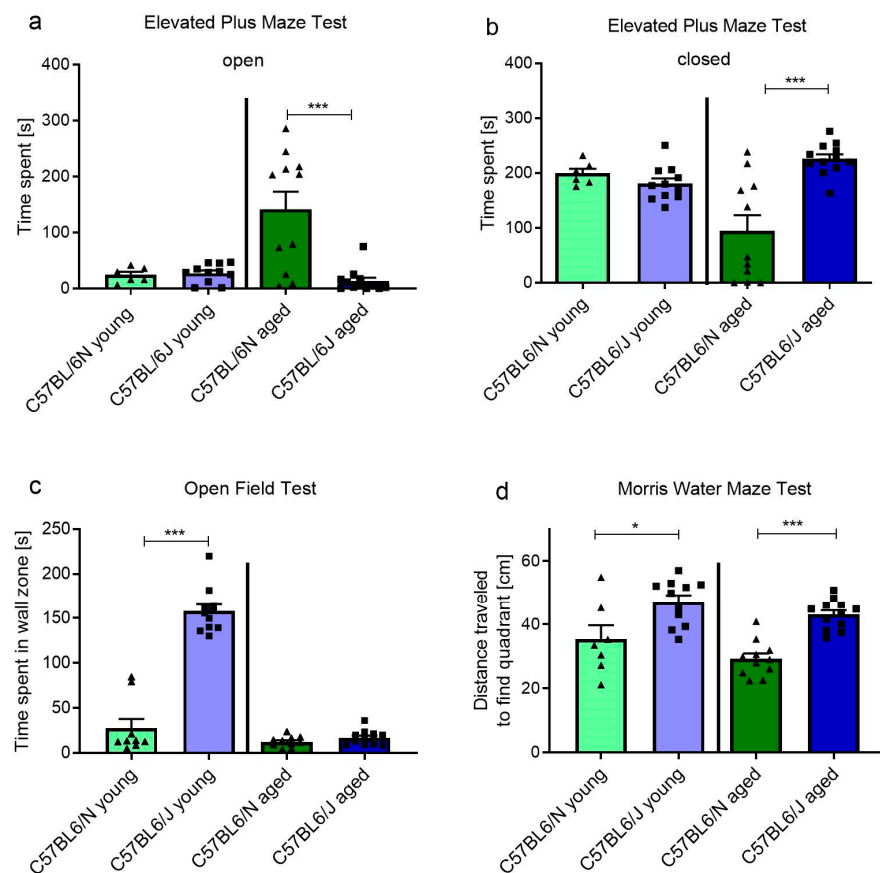 a
Elevated Plus Maze Test
open
Time spent [s]
400
300
200
100
0
***
C57BL/6N young
C57BL/6J young
C57BL/6N aged
C57BL/6J aged
b
Elevated Plus Maze Test
closed
Time spent [s]
400
300
200
100
0
***
C57BL6/N young
C57BL6/J young
C57BL6/N aged
C57BL6/J aged
c
Open Field Test
Time spent in wall zone [s]
250
200
150
100
50
0
***
C57BL6/N young
C57BL6/J young
C57BL6/N aged
C57BL6/J aged
d
Morris Water Maze Test
Distance traveled
to find quadrant [cm]
60
40
20
0
*
***
C57BL6/N young
C57BL6/J young
C57BL6/N aged
C57BL6/J aged